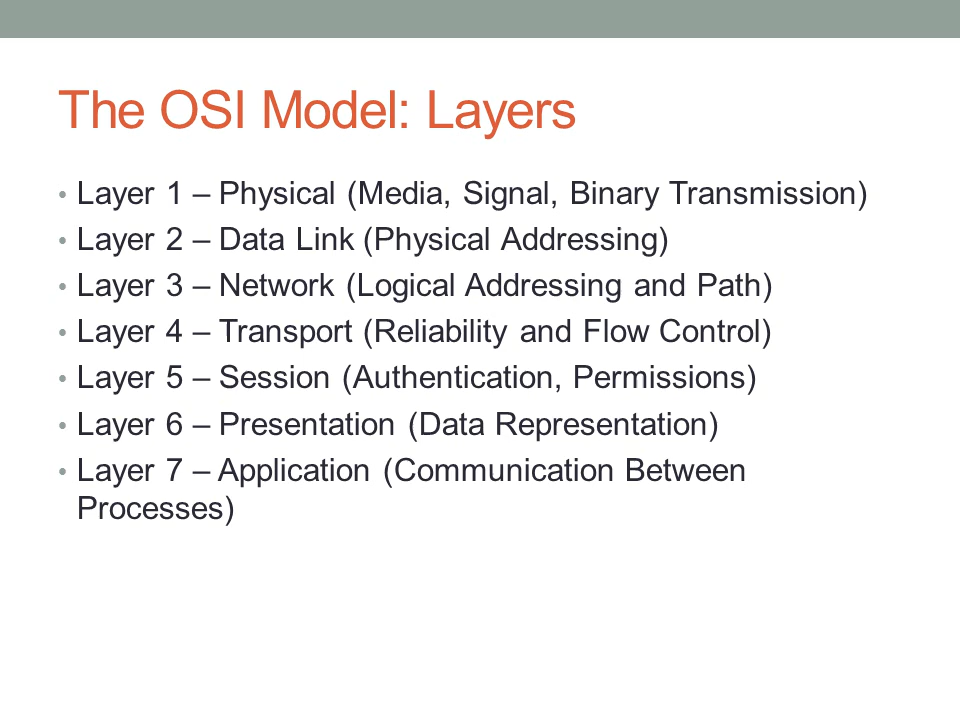 The OSI Model: Layers
• Layer 1 – Physical (Media, Signal, Binary Transmission)
• Layer 2 – Data Link (Physical Addressing)
• Layer 3 – Network (Logical Addressing and Path)
• Layer 4 – Transport (Reliability and Flow Control)
• Layer 5 – Session (Authentication, Permissions)
• Layer 6 – Presentation (Data Representation)
• Layer 7 – Application (Communication Between
Processes)